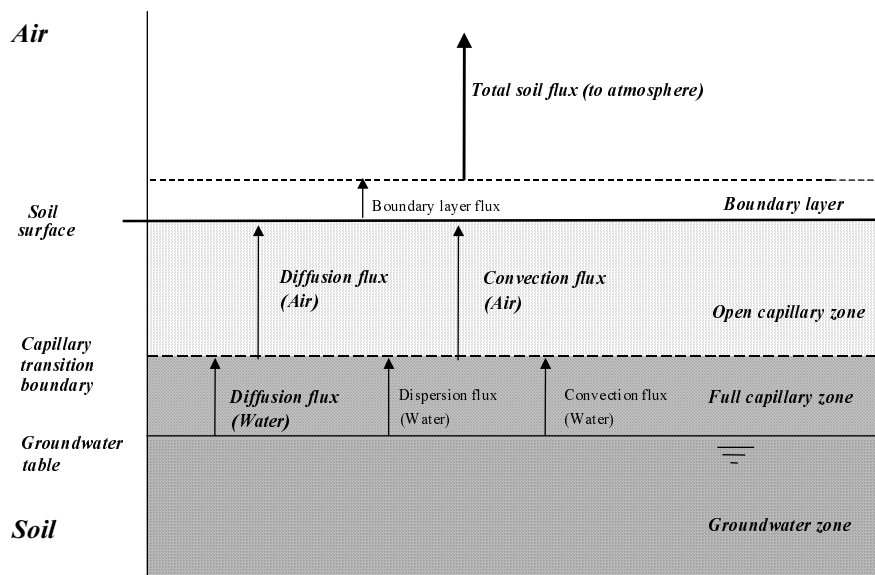 Air
Total soil flux (to atmosphere)
Boundary layer flux
Boundary layer
Soil
surface
Diffusion flux
(Air)
Convection flux
(Air)
Open capillary zone
Capillary
transition
boundary
Diffusion flux
(Water)
Dispersion flux
(Water)
Convection flux
(Water)
Full capillary zone
Groundwater
table
Soil
Groundwater zone